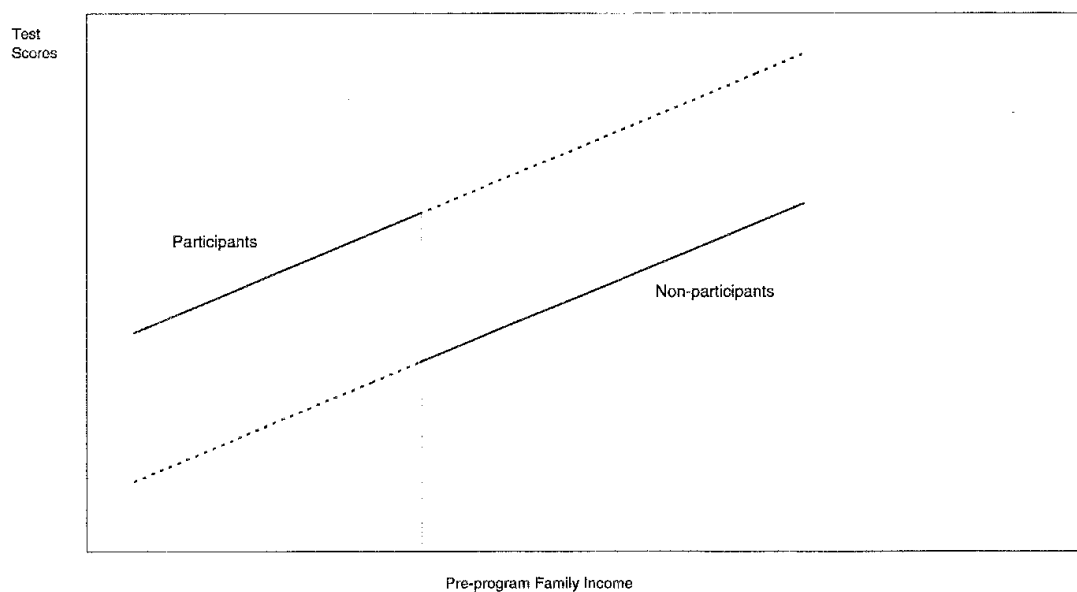 Test
Scores
Participants
Non-participants
Pre-program Family Income